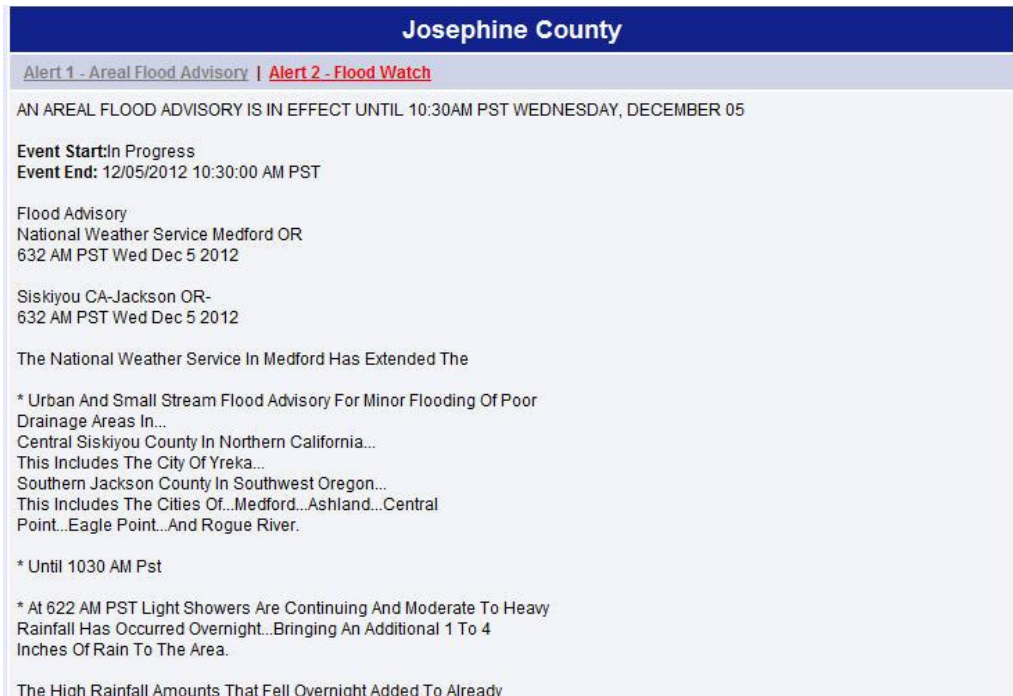 Josephine County
Alert 1 - Areal Flood Advisory | Alert 2 - Flood Watch
AN AREAL FLOOD ADVISORY IS IN EFFECT UNTIL 10:30AM PST WEDNESDAY, DECEMBER 05
Event Start:In Progress
Event End: 12/05/2012 10:30:00 AM PST
Flood Advisory
National Weather Service Medford OR
632 AM PST Wed Dec 5 2012
Siskiyou CA-Jackson OR-
632 AM PST Wed Dec 5 2012
The National Weather Service In Medford Has Extended The
* Urban And Small Stream Flood Advisory For Minor Flooding Of Poor
Drainage Areas In...
Central Siskiyou County In Northern California...
This Includes The City Of Yreka...
Southern Jackson County In Southwest Oregon...
This Includes The Cities Of...Medford...Ashland...Central
Point...Eagle Point...And Rogue River.
* Until 1030 AM Pst
* At 622 AM PST Light Showers Are Continuing And Moderate To Heavy
Rainfall Has Occurred Overnight...Bringing An Additional 1 To 4
Inches Of Rain To The Area.
The High Rainfall Amounts That Fell Overnight Added To Already